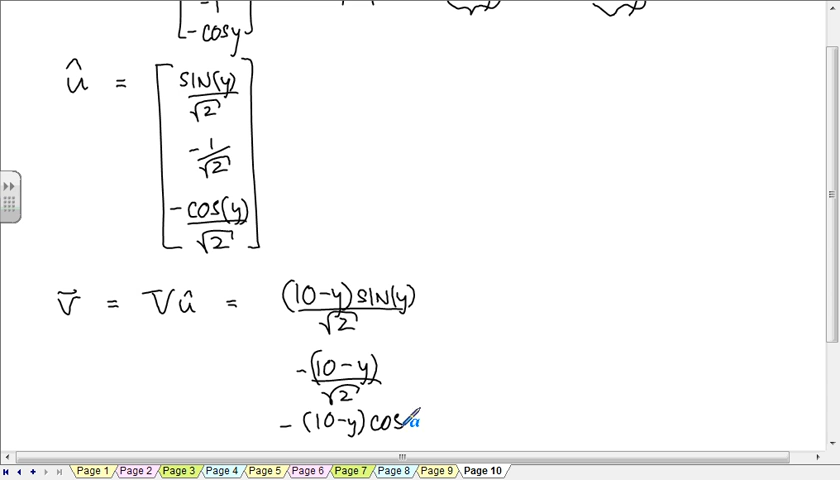 -1
-cosy
û = [SIN(y)/√2
-1/√2
-cos(y)/√2]
v⃗ = Vû = (10-y)SIN(y)/√2
-(10-y)/√2
-(10-y)cos
Page 1 Page 2 Page 3 Page 4 Page 5 Page 6 Page 7 Page 8 Page 9 Page 10